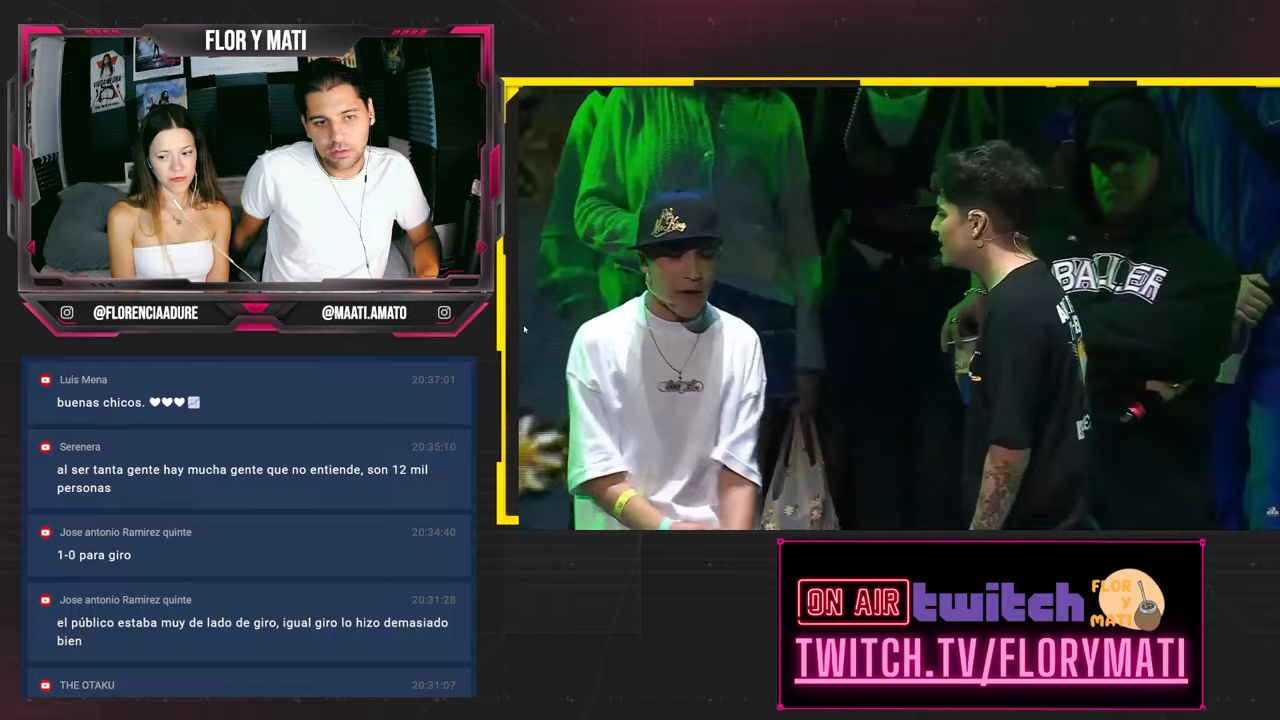 FLOR Y MATI
@FLORENCIAADURE
@MAATI.AMATO
Luis Mena
20:37:01
buenas chicos.
Serenera
20:35:10
al ser tanta gente hay mucha gente que no entiende, son 12 mil
personas
Jose antonio Ramirez quinte
20:34:40
1-0 para giro
Jose antonio Ramirez quinte
20:31:28
el público estaba muy de lado de giro, igual giro lo hizo demasiado
bien
THE OTAKU
20:31:07
BALLER
ON AIR
twitch
FLOR
Y
MATI
TWITCH.TV/FLORYMATI